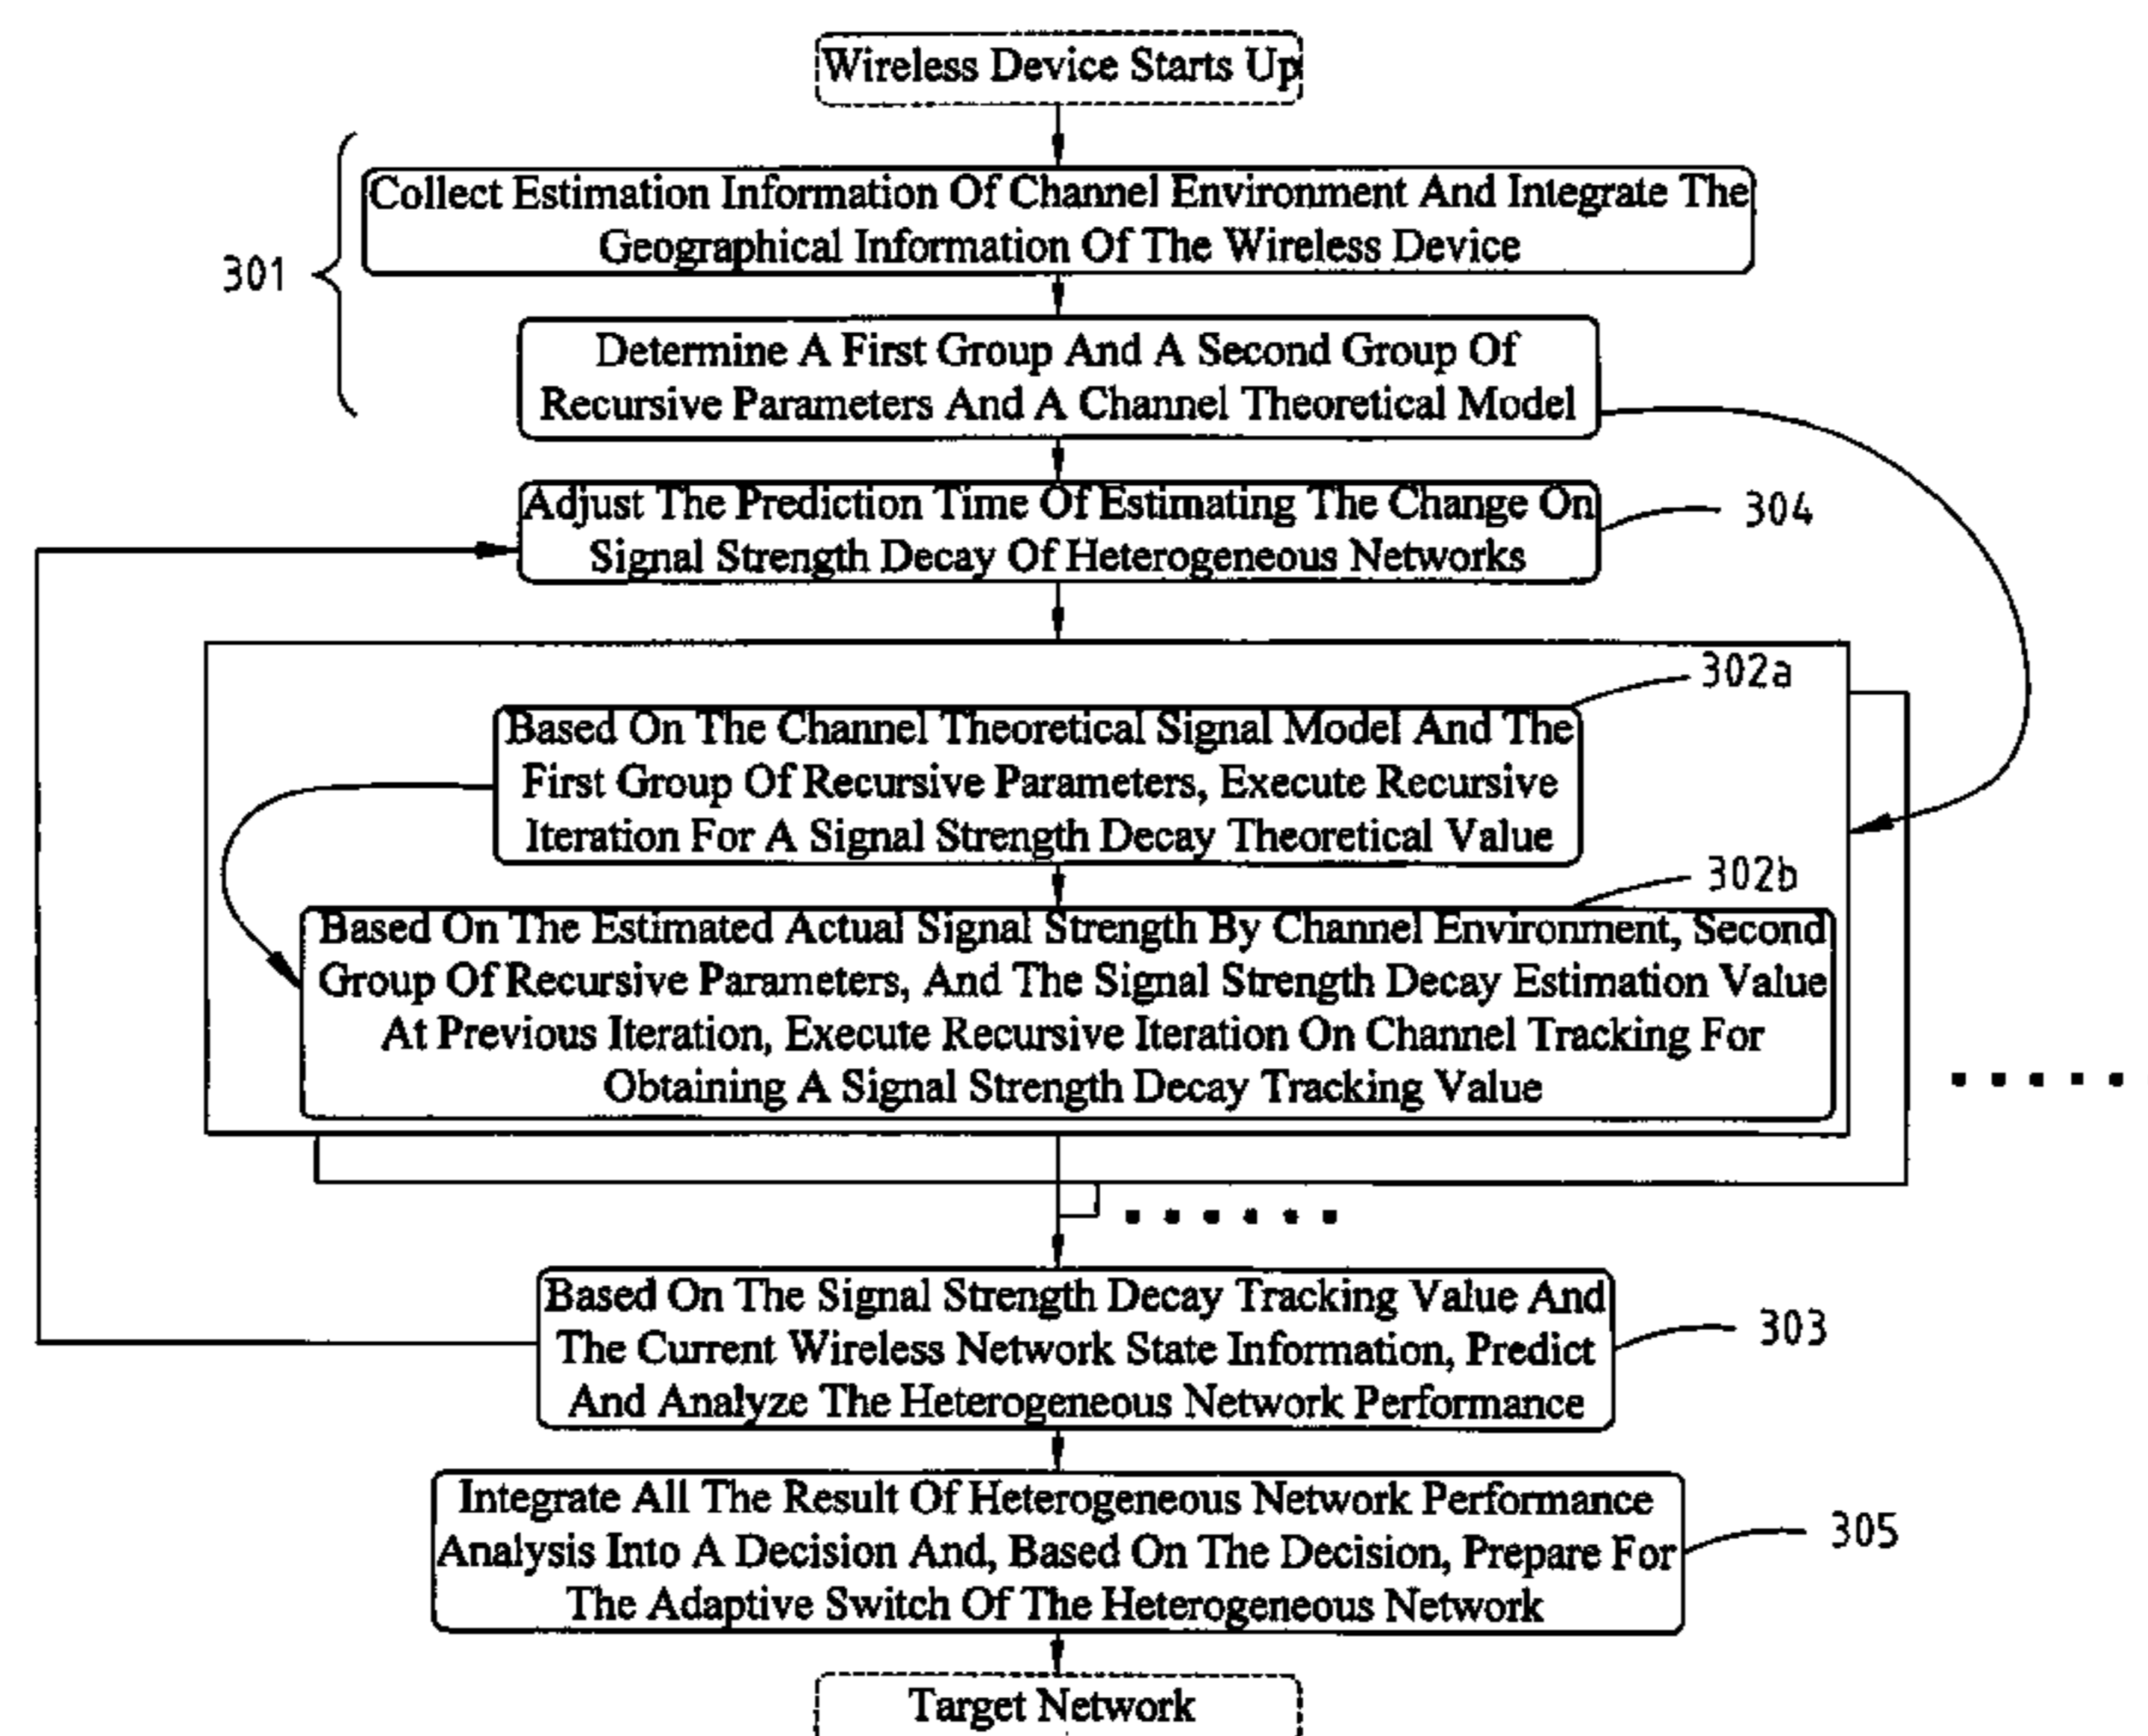 Wireless Device Starts Up
Collect Estimation Information Of Channel Environment And Integrate The
Geographical Information Of The Wireless Device
301
Determine A First Group And A Second Group Of
Recursive Parameters And A Channel Theoretical Model
Adjust The Prediction Time Of Estimating The Change On
Signal Strength Decay Of Heterogeneous Networks
304
302a
Based On The Channel Theoretical Signal Model And The
First Group Of Recursive Parameters, Execute Recursive
Iteration For A Signal Strength Decay Theoretical Value
302b
Based On The Estimated Actual Signal Strength By Channel Environment, Second
Group Of Recursive Parameters, And The Signal Strength Decay Estimation Value
At Previous Iteration, Execute Recursive Iteration On Channel Tracking For
Obtaining A Signal Strength Decay Tracking Value
Based On The Signal Strength Decay Tracking Value And
The Current Wireless Network State Information, Predict
And Analyze The Heterogeneous Network Performance
303
Integrate All The Result Of Heterogeneous Network Performance
Analysis Into A Decision And, Based On The Decision, Prepare For
The Adaptive Switch Of The Heterogeneous Network
305
Target Network